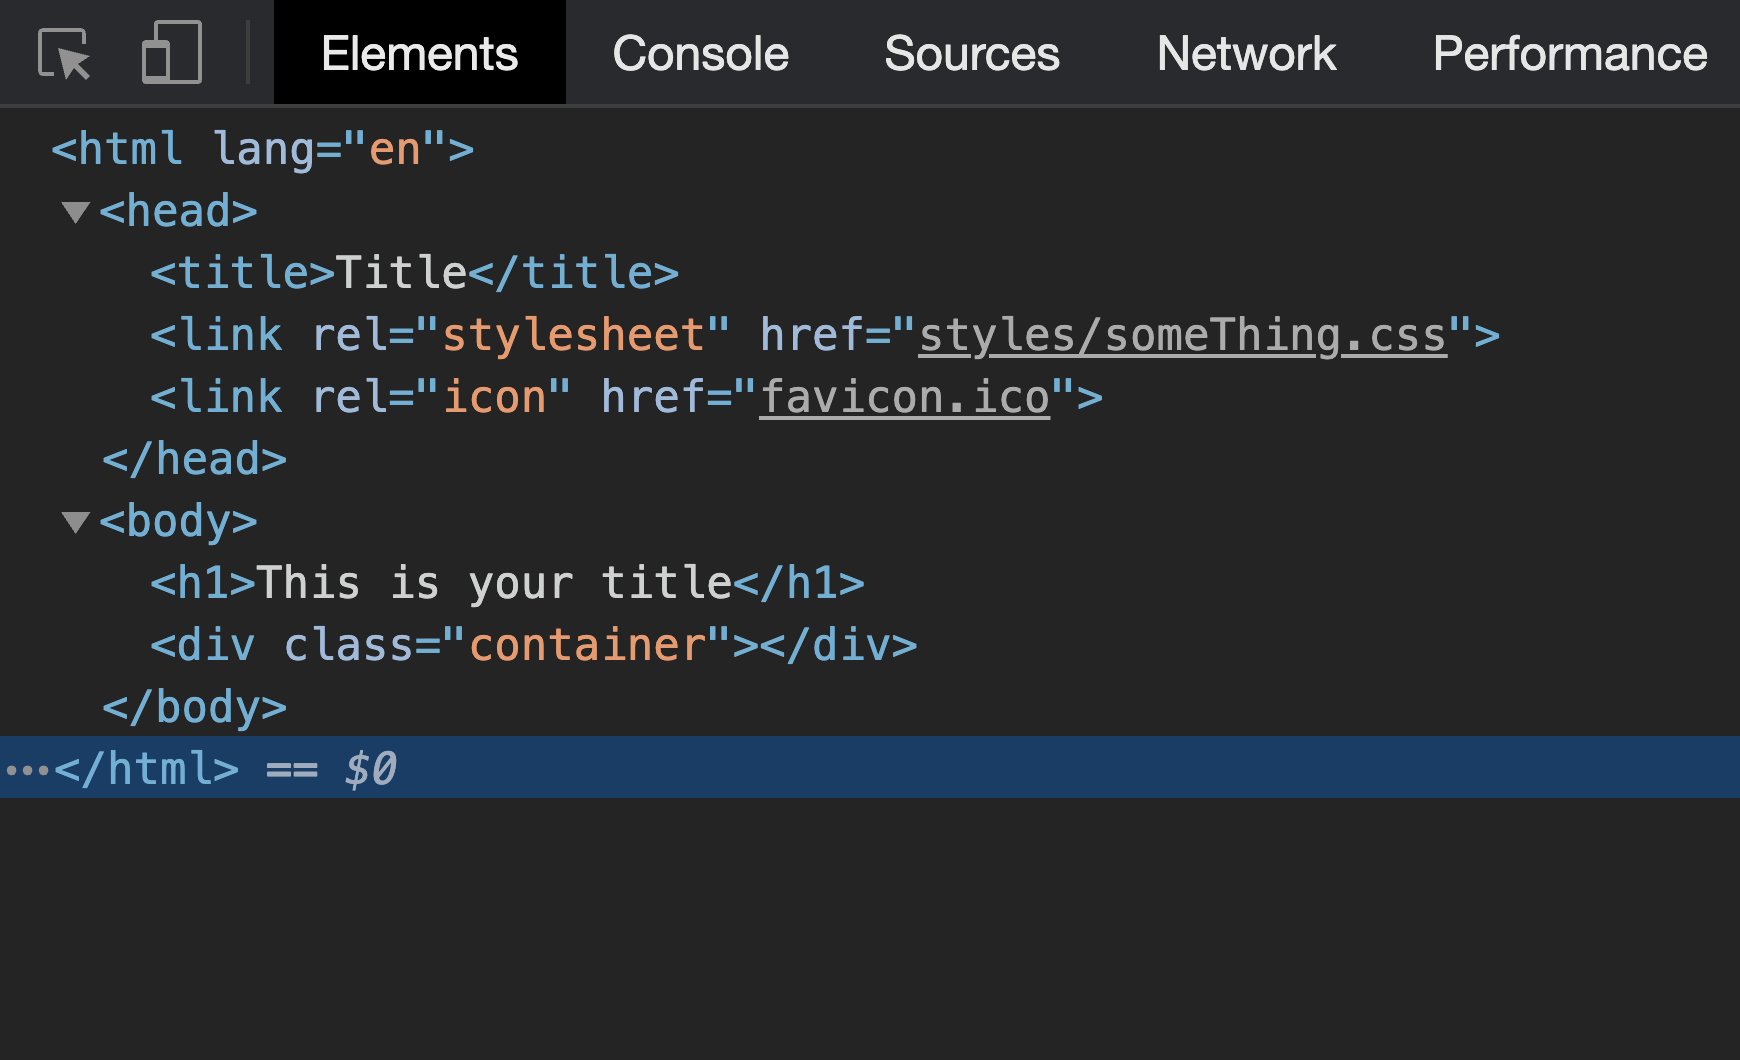 Elements Console Sources Network Performance
<html lang="en">
<head>
<title>Title</title>
<link rel="stylesheet" href="styles/someThing.css">
<link rel="icon" href="favicon.ico">
</head>
<body>
<h1>This is your title</h1>
<div class="container"></div>
</body>
…</html> == $0